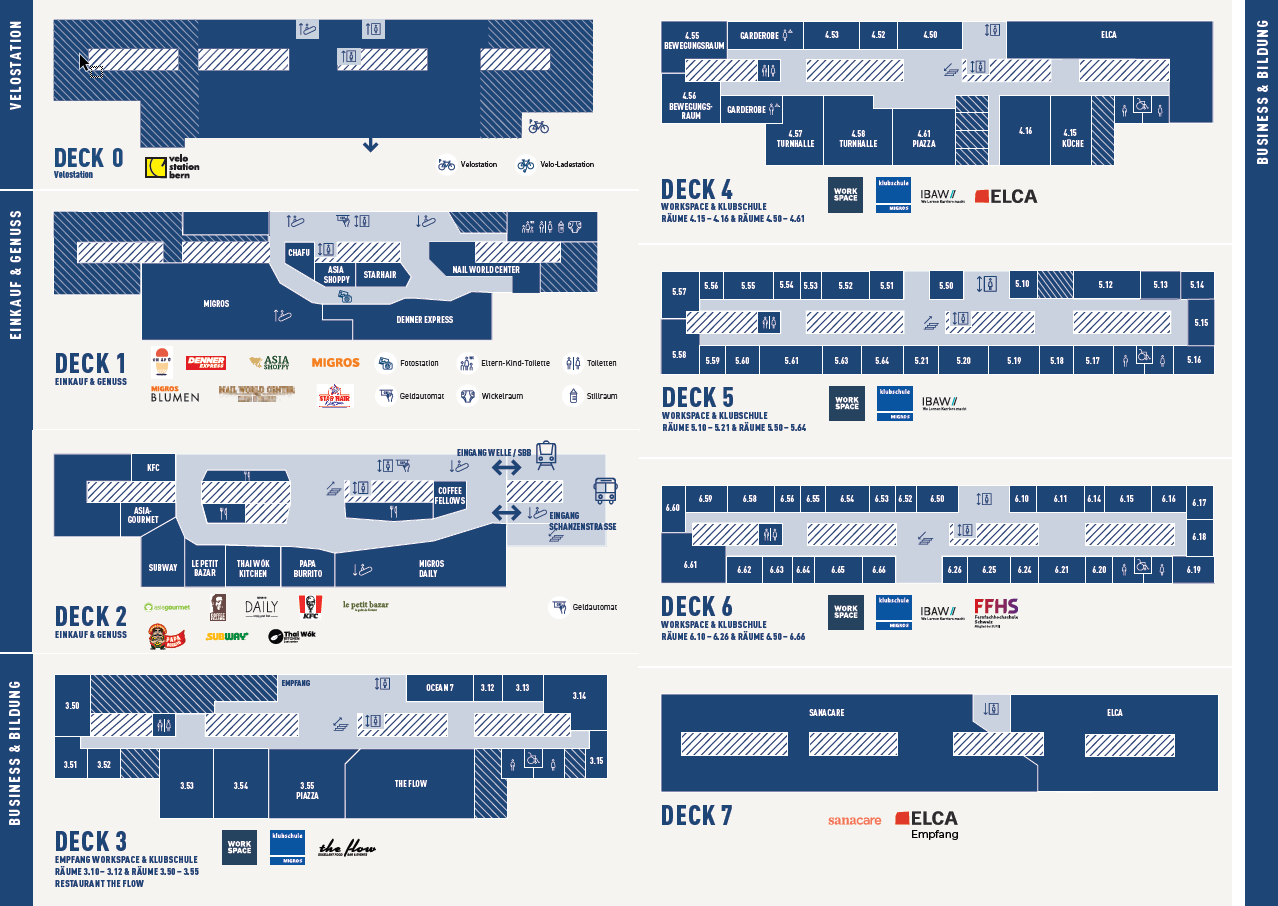 VELOSTATION
DECK 0
Velostation
velo
station
bern
Velostation
Velo-Ladestation
EINKAUF & GENUSS
CHAFU
ASIA
SHOPPY
STARHAIR
NAIL WORLD CENTER
MIGROS
DENNER EXPRESS
DECK 1
EINKAUF & GENUSS
DENNER
EXPRESS
ASIA
SHOPPY
MIGROS
Fotostation
Eltern-Kind-Toilette
Toiletten
MIGROS
BLUMEN
NAIL WORLD CENTER
STAR HAIR
Geldautomat
Wickelraum
Stillraum
EINGANG WELLE / SBB
KFC
ASIA-
GOURMET
COFFEE
FELLOWS
EINGANG
SCHANZENSTRASSE
SUBWAY
LE PETIT
BAZAR
THAI WÓK
KITCHEN
PAPA
BURRITO
MIGROS
DAILY
DECK 2
EINKAUF & GENUSS
asiagourmet
DAILY
KFC
le petit bazar
Geldautomat
PAPA
SUBWAY
Thai Wók
BUSINESS & BILDUNG
3.50
EMPFANG
OCEAN 7
3.12
3.13
3.14
3.51
3.52
3.53
3.54
3.55
PIAZZA
THE FLOW
3.15
DECK 3
EMPFANG WORKSPACE & KLUBSCHULE
RÄUME 3.10 – 3.12 & RÄUME 3.50 – 3.55
RESTAURANT THE FLOW
WORK
SPACE
klubschule
MIGROS
the flow
BUSINESS & BILDUNG
4.55
BEWEGUNGSRAUM
GARDEROBE
4.53
4.52
4.50
ELCA
4.56
BEWEGUNGS-
RAUM
GARDEROBE
4.57
TURNHALLE
4.58
TURNHALLE
4.61
PIAZZA
4.16
4.15
KÜCHE
DECK 4
WORKSPACE & KLUBSCHULE
RÄUME 4.15 – 4.16 & RÄUME 4.50 – 4.61
WORK
SPACE
klubschule
MIGROS
IBAW
ELCA
5.57
5.56
5.55
5.54
5.53
5.52
5.51
5.50
5.10
5.12
5.13
5.14
5.15
5.58
5.59
5.60
5.61
5.63
5.64
5.21
5.20
5.19
5.18
5.17
5.16
DECK 5
WORKSPACE & KLUBSCHULE
RÄUME 5.10 – 5.21 & RÄUME 5.50 – 5.64
WORK
SPACE
klubschule
MIGROS
IBAW
6.60
6.59
6.58
6.56
6.55
6.54
6.53
6.52
6.50
6.10
6.11
6.14
6.15
6.16
6.17
6.18
6.61
6.62
6.63
6.64
6.65
6.66
6.26
6.25
6.24
6.21
6.20
6.19
DECK 6
WORKSPACE & KLUBSCHULE
RÄUME 6.10 – 6.26 & RÄUME 6.50 – 6.66
WORK
SPACE
klubschule
MIGROS
IBAW
FFHS
Fernfachhochschule
Schweiz
SANACARE
ELCA
DECK 7
sanacare
ELCA
Empfang